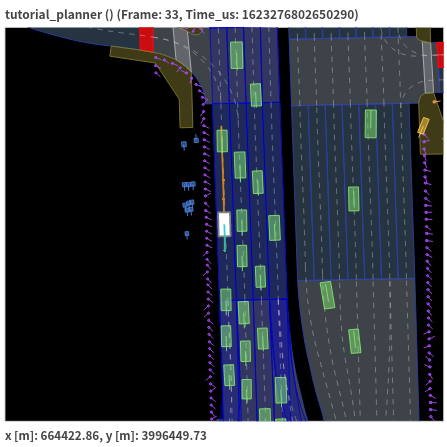 tutorial_planner () (Frame: 33, Time_us: 1623276802650290)
x [m]: 664422.86, y [m]: 3996449.73